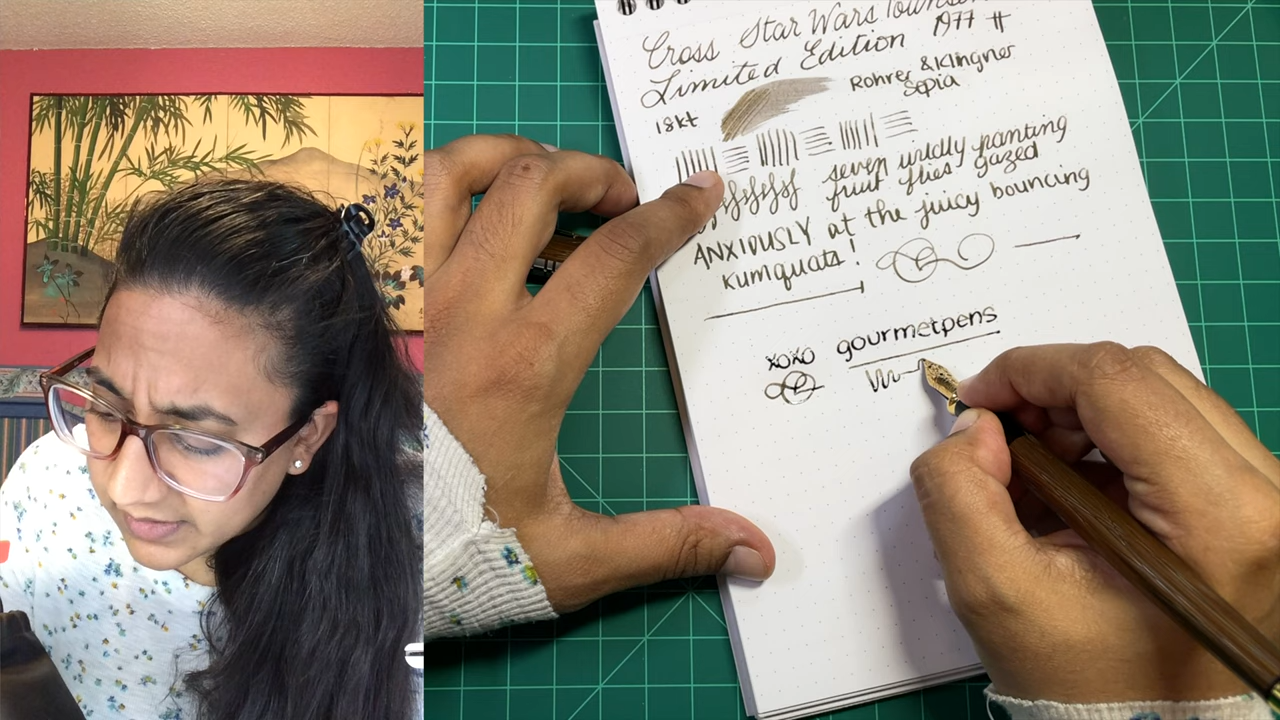 Cross Star Wars Townsend
Limited Edition 1977 #
Rohrer & Klingner
Sepia
18kt
seven wildly panting
fruit flies gazed
ANXIOUSLY at the juicy bouncing
kumquats!
gourmetpens
xoxo